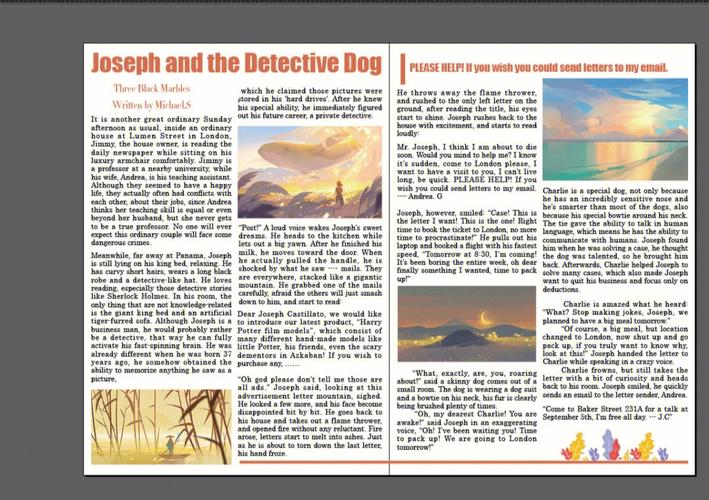 Joseph and the Detective Dog
Three Black Marbles
Written by Michael.S
It is another great ordinary Sunday
afternoon as usual, inside an ordinary
house at Lumen Street in London,
Jimmy, the house owner, is reading the
daily newspaper while sitting on his
luxury armchair comfortably. Jimmy is
a professor at a nearby university, while
his wife, Andrea, is his teaching assistant.
Although they seemed to have a happy
life, they actually often had conflicts with
each other, about their jobs, since Andrea
thinks her teaching skill is equal or even
beyond her husband, but she never gets
to be a true professor. No one will ever
expect this ordinary couple will face some
dangerous crimes.
Meanwhile, far away at Panama, Joseph
is still lying on his king bed, relaxing. He
has curvy short hairs, wears a long black
robe and a detective-like hat. He loves
reading, especially those detective stories
like Sherlock Holmes. In his room, the
only thing that are not knowledge-related
is the giant king bed and an artificial
tiger-furred sofa. Although Joseph is a
business man, he would probably rather
be a detective, that way he can fully
activate his fast-spinning brain. He was
already different when he was born 37
years ago, he somehow obtained the
ability to memorize anything he saw as a
picture,
which he claimed those pictures were
stored in his 'hard drives'. After he knew
his special ability, he immediately figured
out his future career, a private detective.
"Post!" A loud voice wakes Joseph's sweet
dreams. He heads to the kitchen while
lets out a big yawn. After he finished his
milk, he moves toward the door. When
he actually pulled the handle, he is
shocked by what he saw ···· mails. They
are everywhere, stacked like a gigantic
mountain. He grabbed one of the mails
carefully, afraid the others will just smash
down to him, and start to read
Dear Joseph Castillato, we would like
to introduce our latest product, "Harry
Potter film models", which consist of
many different hand-made models like
little Potter, his friends, even the scary
dementors in Azkaban! If you wish to
purchase any, ......
"Oh god please don't tell me those are
all ads." Joseph said, looking at this
advertisement letter mountain, sighed.
He looked a few more, and his face become
disappointed bit by bit. He goes back to
his house and takes out a flame thrower,
and opened fire without any reluctant. Fire
arose, letters start to melt into ashes. Just
as he is about to torn down the last letter,
his hand froze.
PLEASE HELP! If you wish you could send letters to my email.
He throws away the flame thrower,
and rushed to the only left letter on the
ground, after reading the title, his eyes
start to shine. Joseph rushes back to the
house with excitement, and starts to read
loudly:
Mr. Joseph, I think I am about to die
soon. Would you mind to help me? I know
it's sudden, come to London please, I
want to have a visit to you, I can't live
long, be quick. PLEASE HELP! If you
wish you could send letters to my email.
···· Andrea. G
Joseph, however, smiled: "Case! This is
the letter I want! This is the one! Right
time to book the ticket to London, no
more time to procrastinate!" He pulls out his
laptop and booked a flight with his fastest
speed, "Tomorrow at 8:30, I'm coming!
It's been boring the entire week, oh dear
finally something I wanted, time to pack
up!"
"What, exactly, are, you, roaring
about!" said a skinny dog comes out of a
small room. The dog is wearing a dog suit
and a bowtie on his neck, his fur is clearly
being brushed plenty of times.
"Oh, my dearest Charlie! You are
awake!" said Joseph in an exaggerating
voice, "Oh! I've been waiting you! Time
to pack up! We are going to London
tomorrow!"
Charlie is a special dog, not only because
he has an incredibly sensitive nose and
he's smarter than most of the dogs, also
because his special bowtie around his neck.
The tie gave the ability to talk in human
language, which means he has the ability to
communicate with humans. Joseph found
him when he was solving a case, he thought
the dog was talented, so he brought him
back. Afterwards, Charlie helped Joseph to
solve many cases, which also made Joseph
want to quit his business and focus only on
deductions.
Charlie is amazed what he heard:
"What? Stop making jokes, Joseph, we
planned to have a big meal tomorrow."
"Of course, a big meal, but location
changed to London, now shut up and go
pack up, if you truly want to know why,
look at this!" Joseph handed the letter to
Charlie while speaking in a crazy voice.
Charlie frowns, but still takes the
letter with a bit of curiosity and heads
back to his room. Joseph smiled, he quickly
sends an email to the letter sender, Andrea.
"Come to Baker Street 231A for a talk at
September 5th, I'm free all day. ··· J.C"